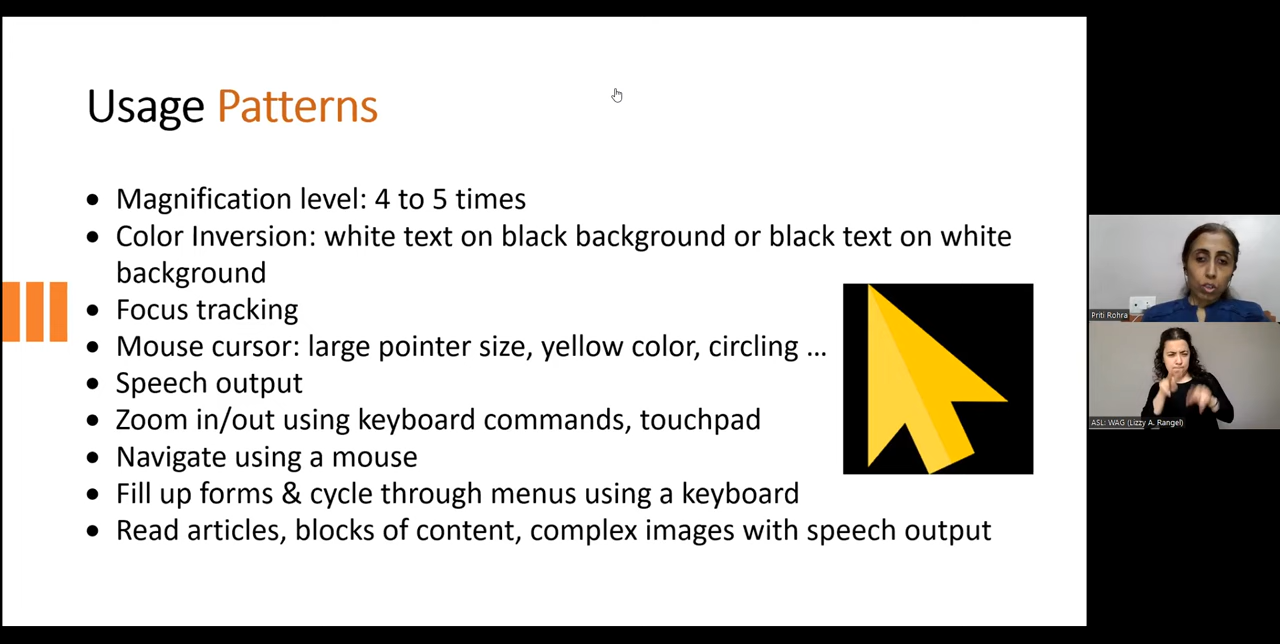 Usage Patterns
• Magnification level: 4 to 5 times
• Color Inversion: white text on black background or black text on white
background
• Focus tracking
• Mouse cursor: large pointer size, yellow color, circling ...
• Speech output
• Zoom in/out using keyboard commands, touchpad
• Navigate using a mouse
• Fill up forms & cycle through menus using a keyboard
• Read articles, blocks of content, complex images with speech output
Priti Rohra
ASL: WAG (Lizzy A. Rangel)